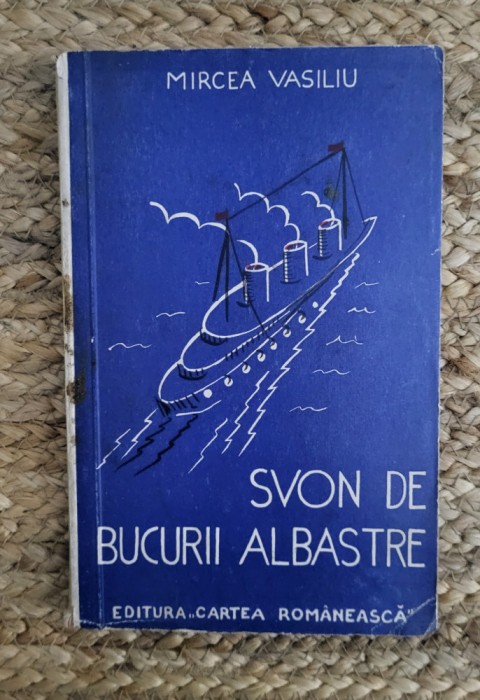 MIRCEA VASILIU
SVON DE
BUCURII ALBASTRE
EDITURA „CARTEA ROMÂNEASCĂ"